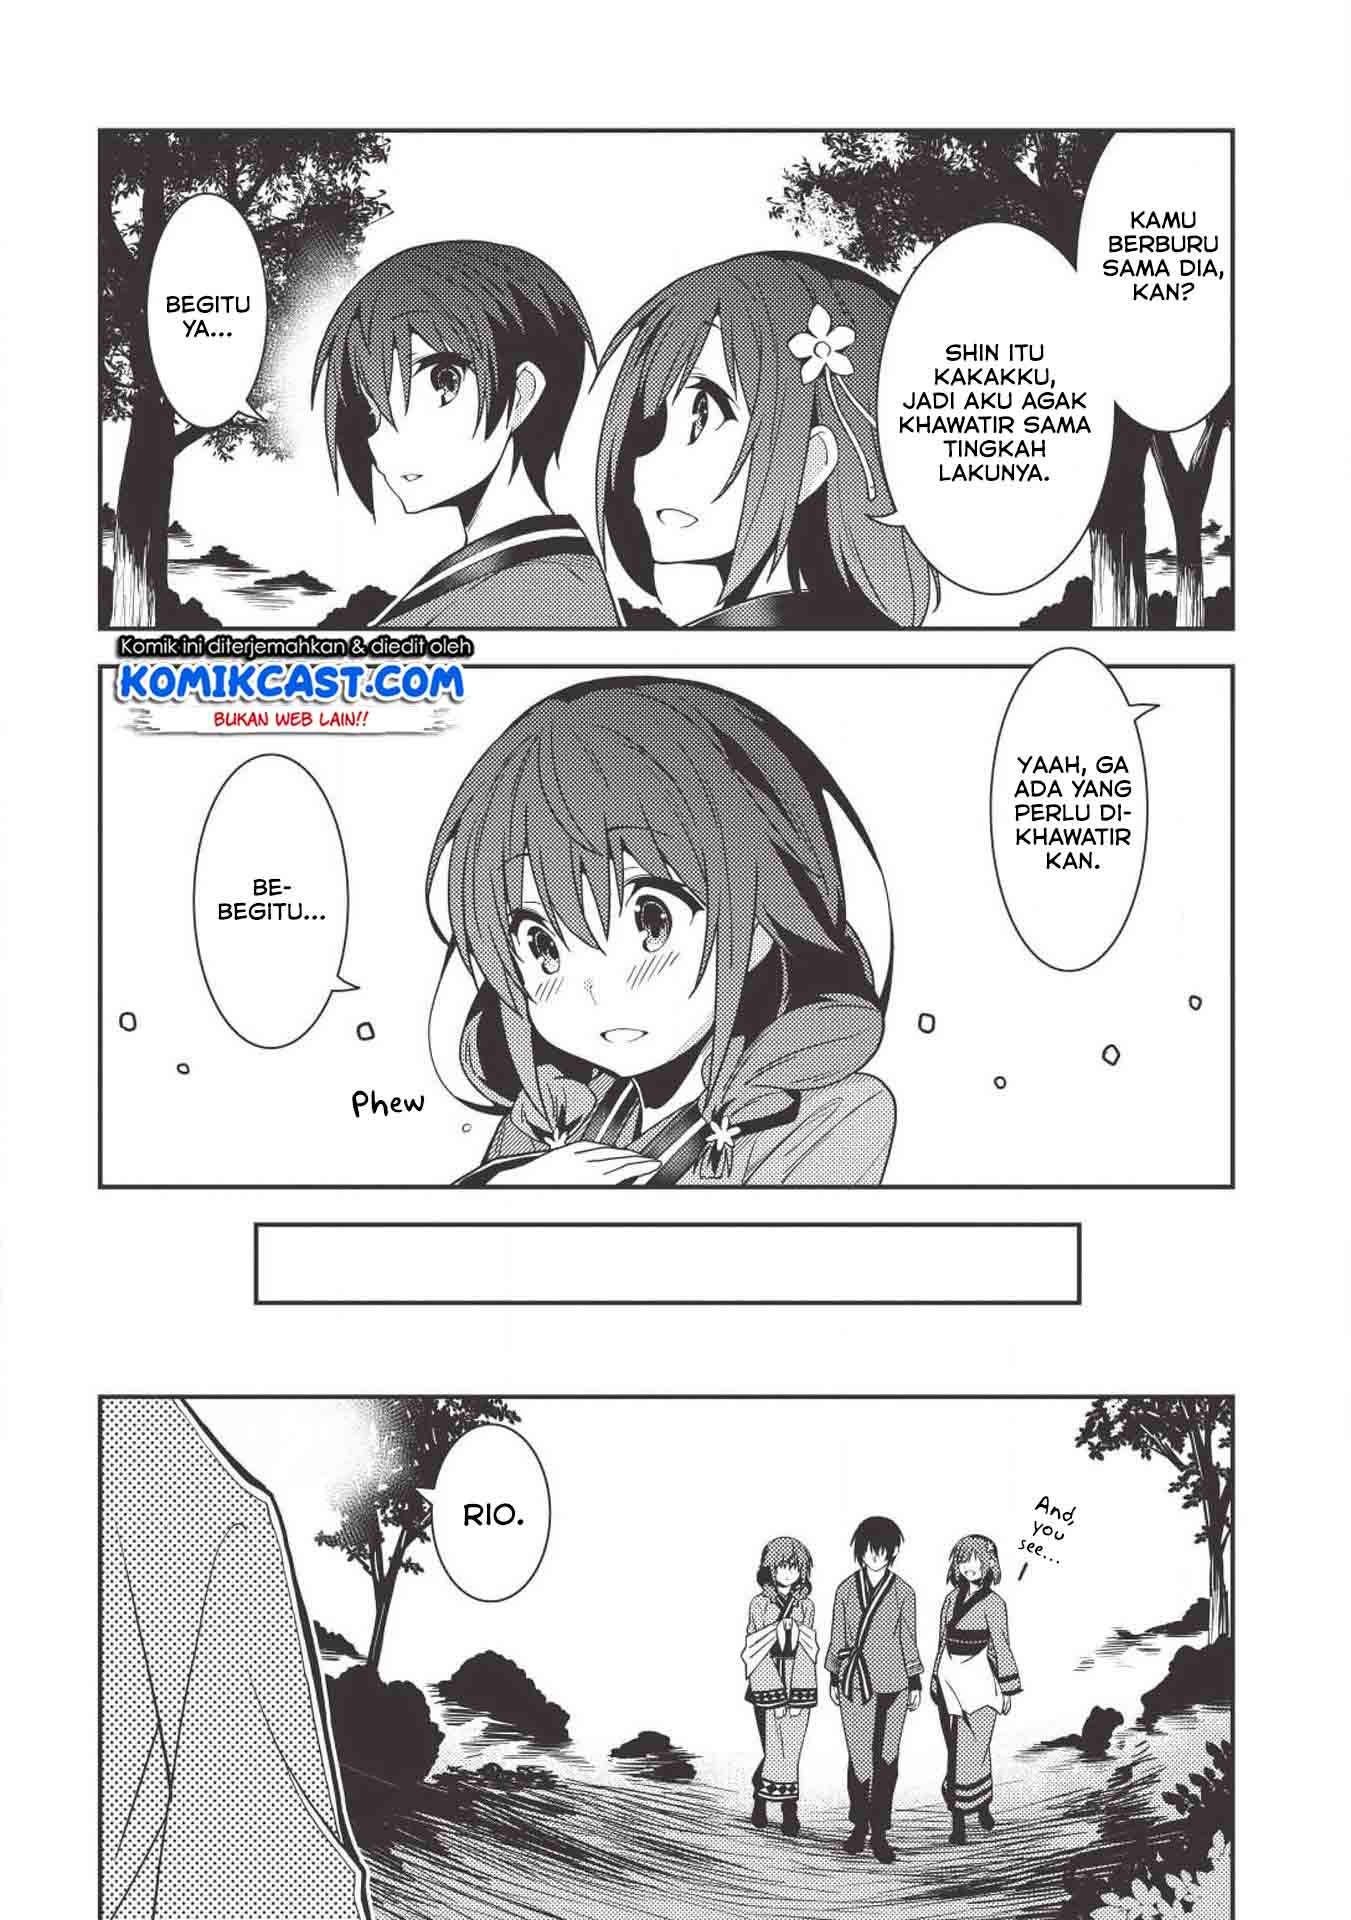 KAMU
BERBURU
SAMA DIA,
KAN?
SHIN ITU
KAKAKKU,
JADI AKU AGAK
KHAWATIR SAMA
TINGKAH
LAKUNYA.
BEGITU
YA...
Komik ini diterjemahkan & diedit oleh
KOMIKCAST.COM
BUKAN WEB LAIN!!
YAAH, GA
ADA YANG
PERLU DI-
KHAWATIR
KAN.
BE-
BEGITU...
Phew
And,
you
see...
RIO.